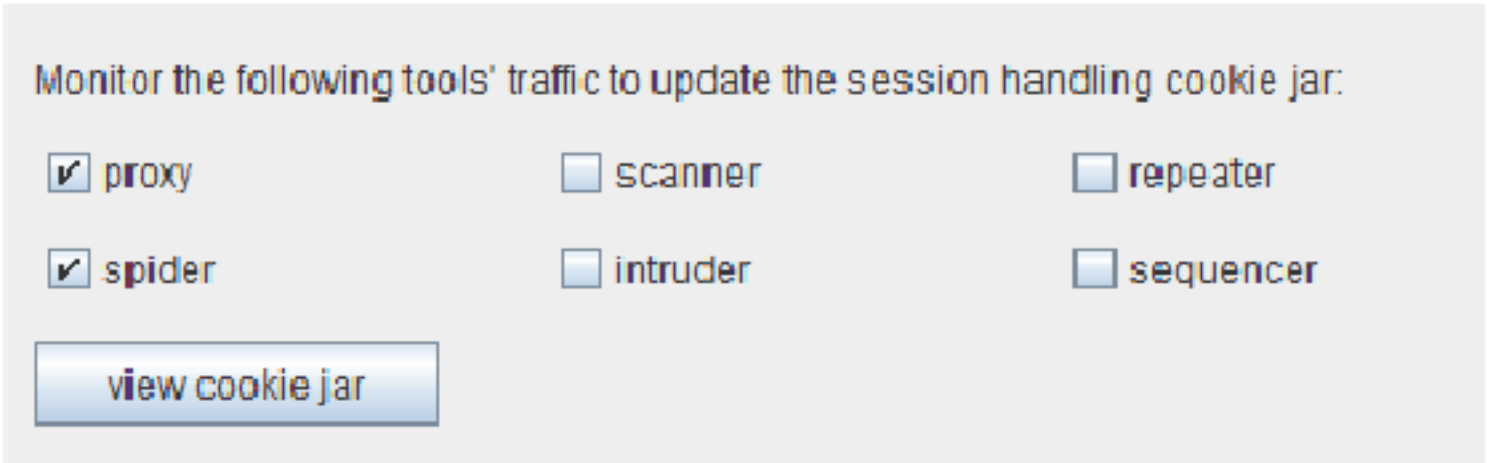 Monitor the following tools' traffic to update the session handling cookie jar:
proxy scanner repeater
spider intruder sequencer
view cookie jar